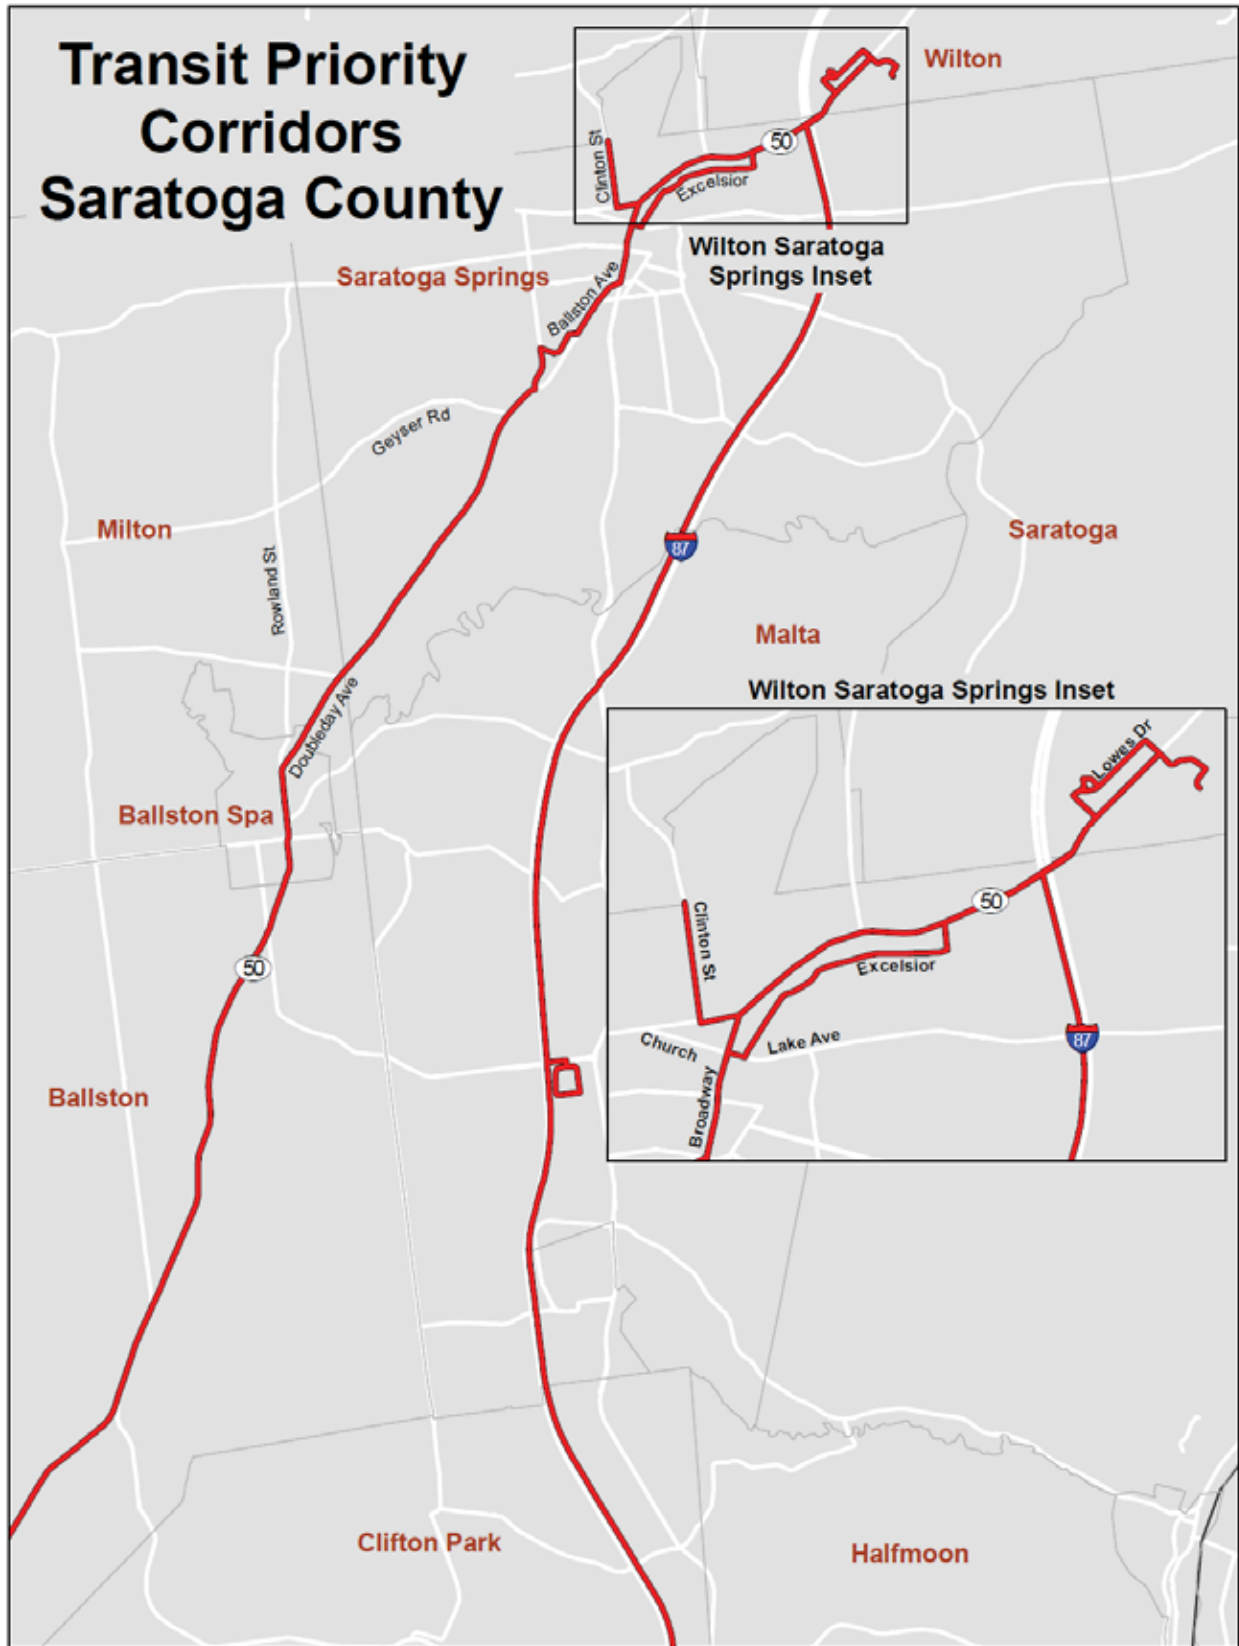 Transit Priority
Corridors
Saratoga County
Wilton
50
Clinton St
Excelsior
Wilton Saratoga
Springs Inset
Saratoga Springs
Ballston Ave
Geyser Rd
Milton
Rowland St
87
Saratoga
Malta
Doubleday Ave
Ballston Spa
50
Ballston
Wilton Saratoga Springs Inset
Lowes Dr
50
Clinton St
Excelsior
Church
Lake Ave
87
Broadway
Clifton Park
Halfmoon